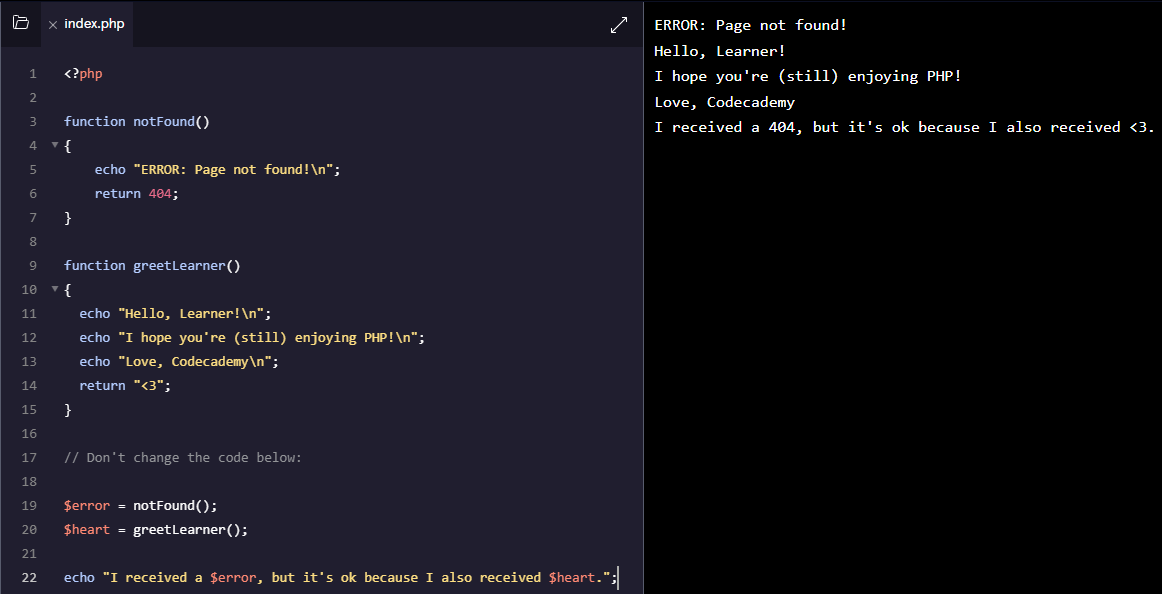 index.php
1 <?php
2
3 function notFound()
4 {
5 echo "ERROR: Page not found!\n";
6 return 404;
7 }
8
9 function greetLearner()
10 {
11 echo "Hello, Learner!\n";
12 echo "I hope you're (still) enjoying PHP!\n";
13 echo "Love, Codecademy\n";
14 return "<3";
15 }
16
17 // Don't change the code below:
18
19 $error = notFound();
20 $heart = greetLearner();
21
22 echo "I received a $error, but it's ok because I also received $heart.";
ERROR: Page not found!
Hello, Learner!
I hope you're (still) enjoying PHP!
Love, Codecademy
I received a 404, but it's ok because I also received <3.